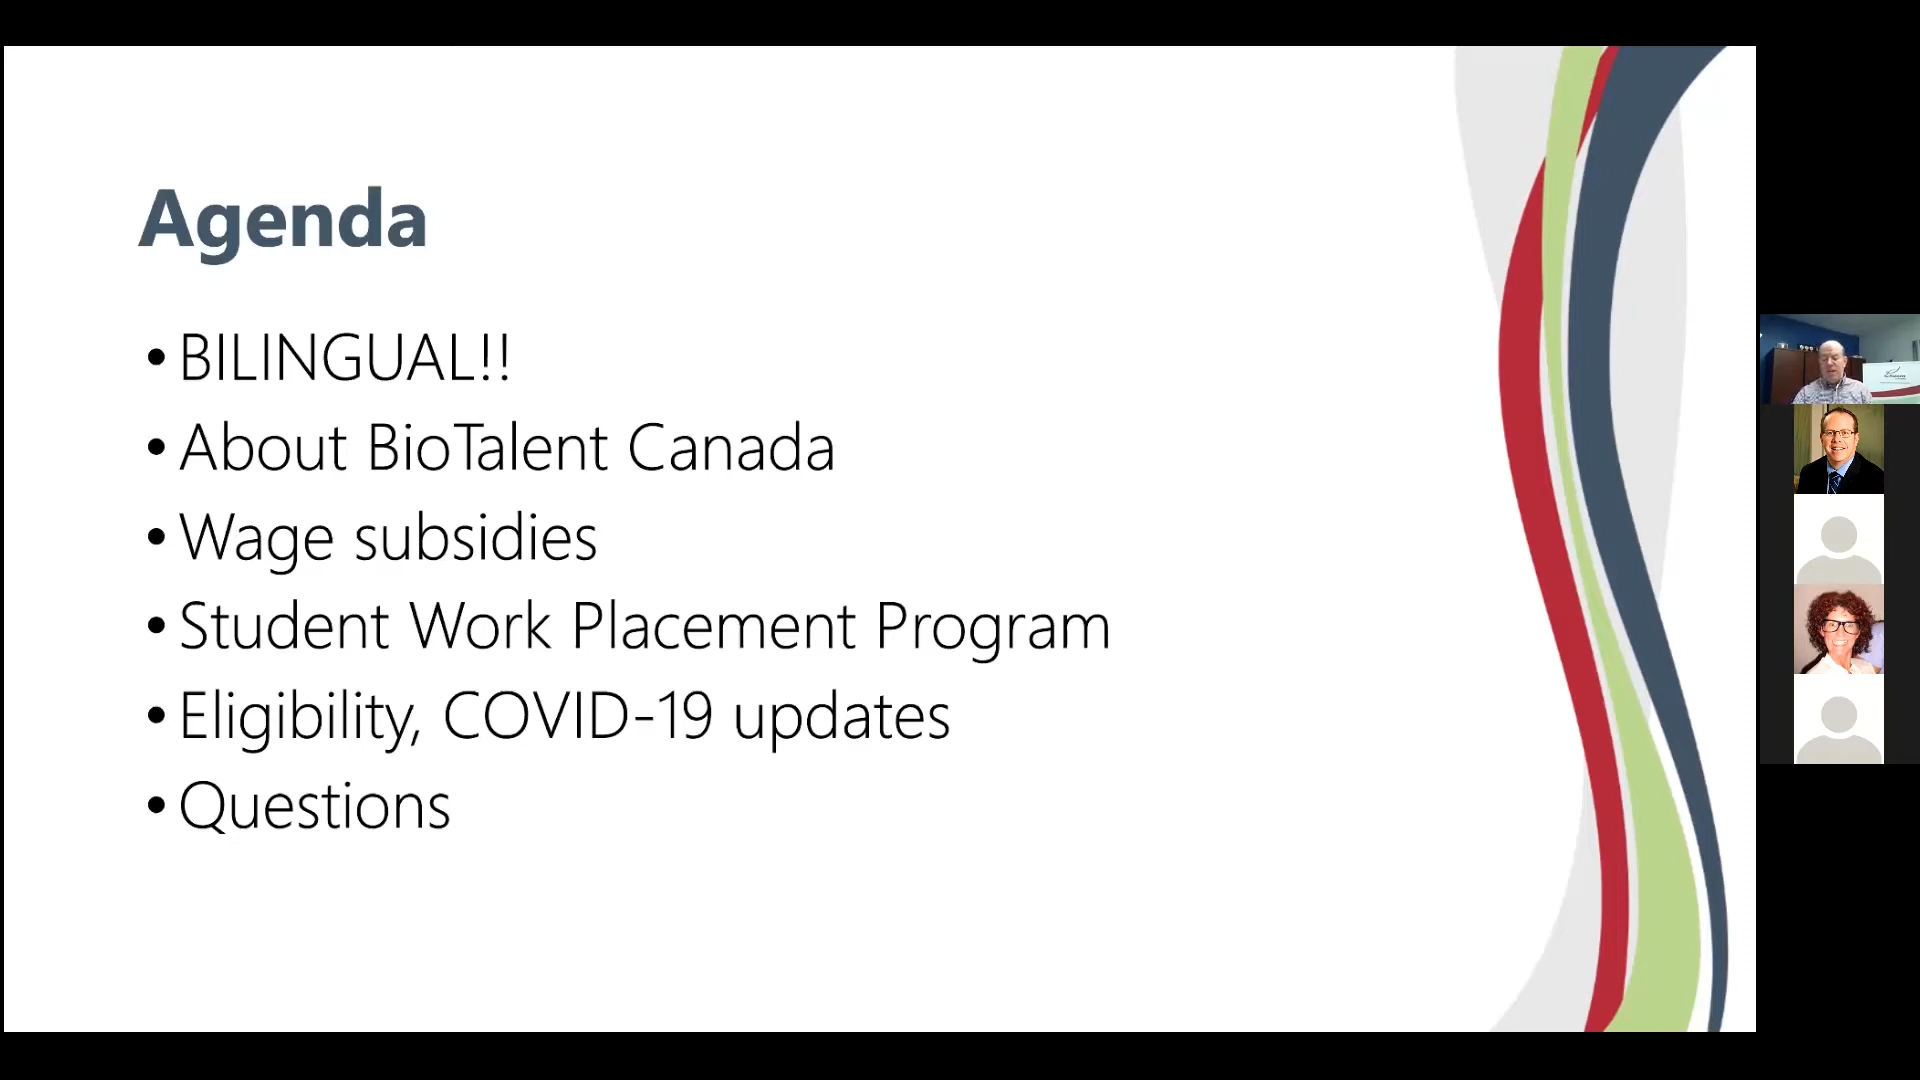 Agenda
• BILINGUAL!!
• About BioTalent Canada
• Wage subsidies
• Student Work Placement Program
• Eligibility, COVID-19 updates
• Questions